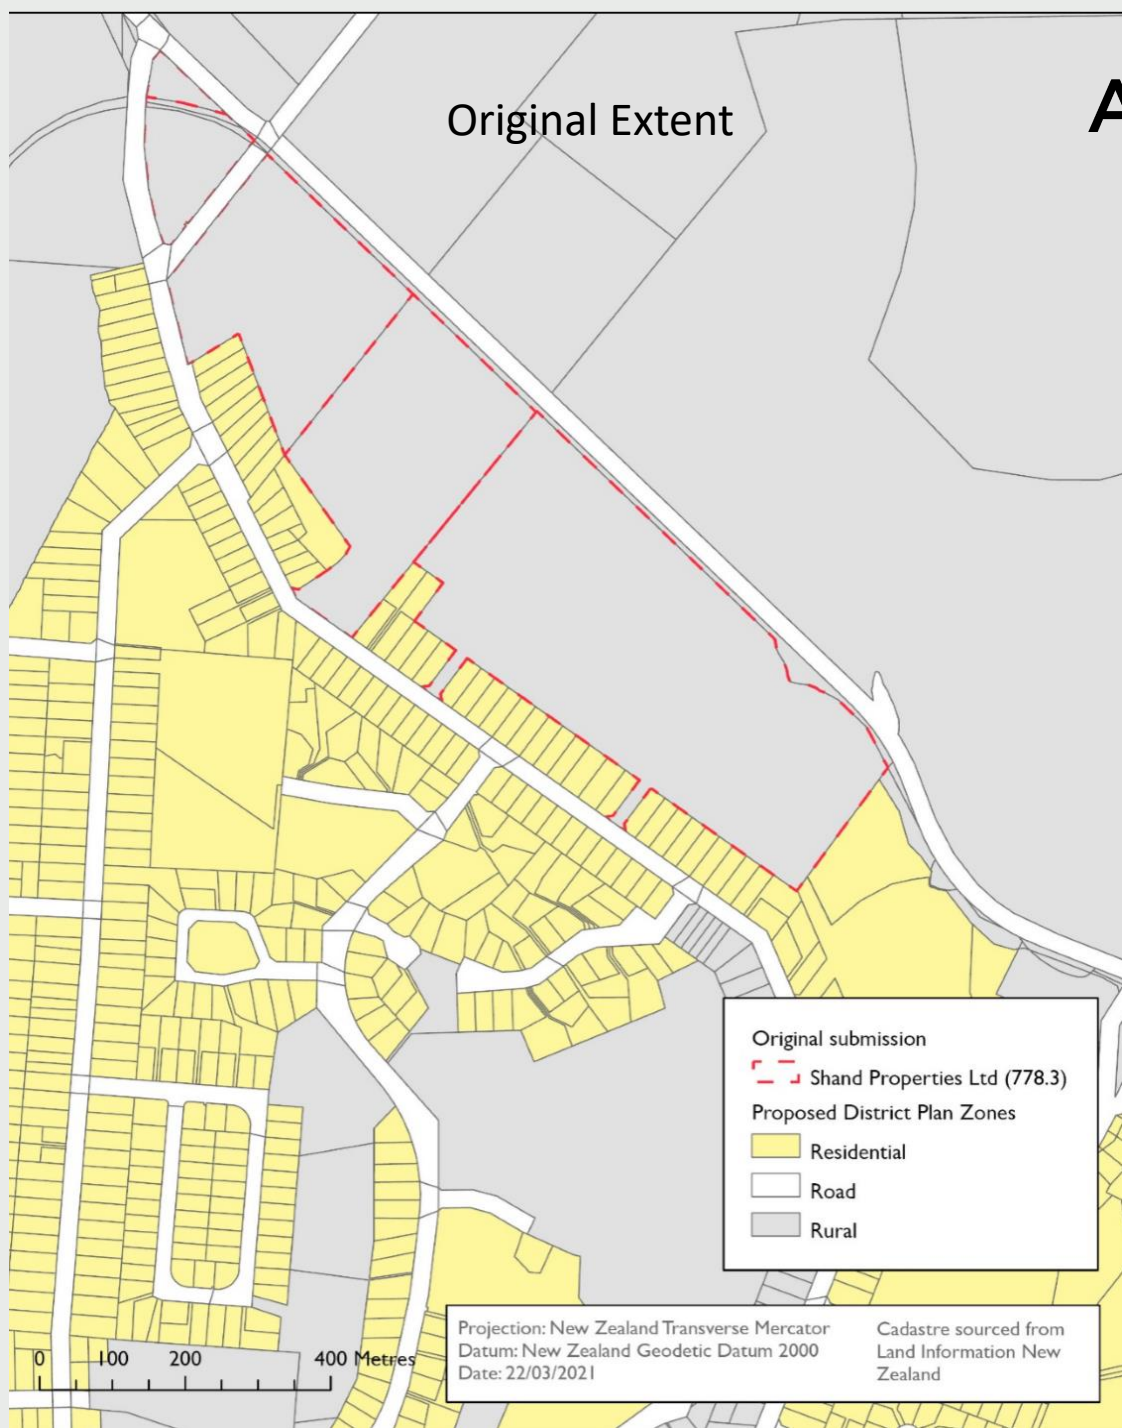 Original Extent
A
Original submission
Shand Properties Ltd (778.3)
Proposed District Plan Zones
Residential
Road
Rural
Projection: New Zealand Transverse Mercator
Datum: New Zealand Geodetic Datum 2000
Date: 22/03/2021
Cadastre sourced from
Land Information New
Zealand
0 100 200 400 Metres